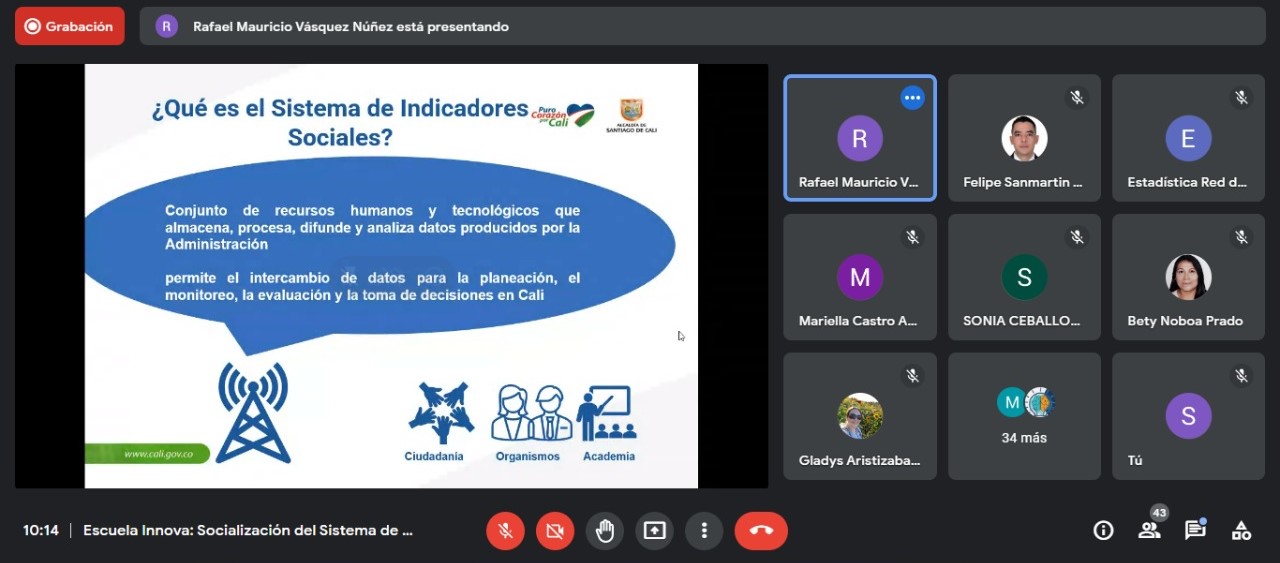 Grabación
R
Rafael Mauricio Vásquez Núñez está presentando
¿Qué es el Sistema de Indicadores
Sociales?
Puro
Corazón
por Cali
ALCALDÍA DE
SANTIAGO DE CALI
Conjunto de recursos humanos y tecnológicos que
almacena, procesa, difunde y analiza datos producidos por la
Administración
permite el intercambio de datos para la planeación, el
monitoreo, la evaluación y la toma de decisiones en Cali
www.cali.gov.co
Ciudadanía
Organismos
Academia
R
Rafael Mauricio V...
Felipe Sanmartin ...
E
Estadística Red d...
M
Mariella Castro A...
S
SONIA CEBALLO...
Bety Noboa Prado
Gladys Aristizaba...
M
34 más
S
Tú
10:14 | Escuela Innova: Socialización del Sistema de ...
43